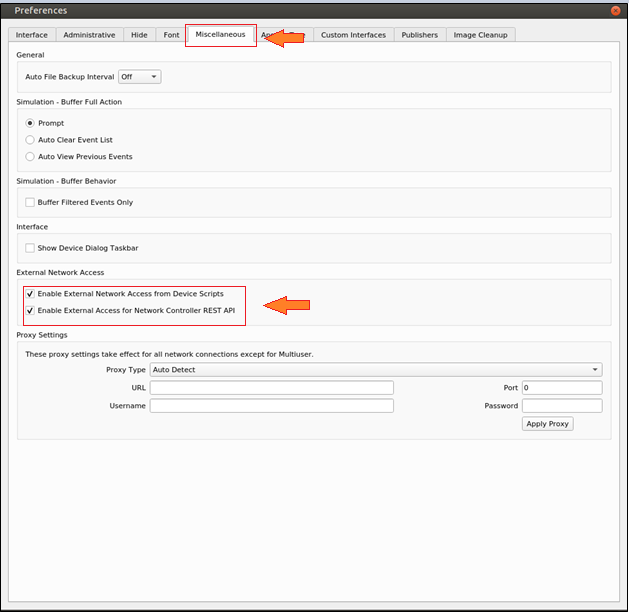 Preferences
Interface Administrative Hide Font Miscellaneous Custom Interfaces Publishers Image Cleanup
General
Auto File Backup Interval Off
Simulation - Buffer Full Action
Prompt
Auto Clear Event List
Auto View Previous Events
Simulation - Buffer Behavior
Buffer Filtered Events Only
Interface
Show Device Dialog Taskbar
External Network Access
Enable External Network Access from Device Scripts
Enable External Access for Network Controller REST API
Proxy Settings
These proxy settings take effect for all network connections except for Multiuser.
Proxy Type Auto Detect
URL Port 0
Username Password
Apply Proxy